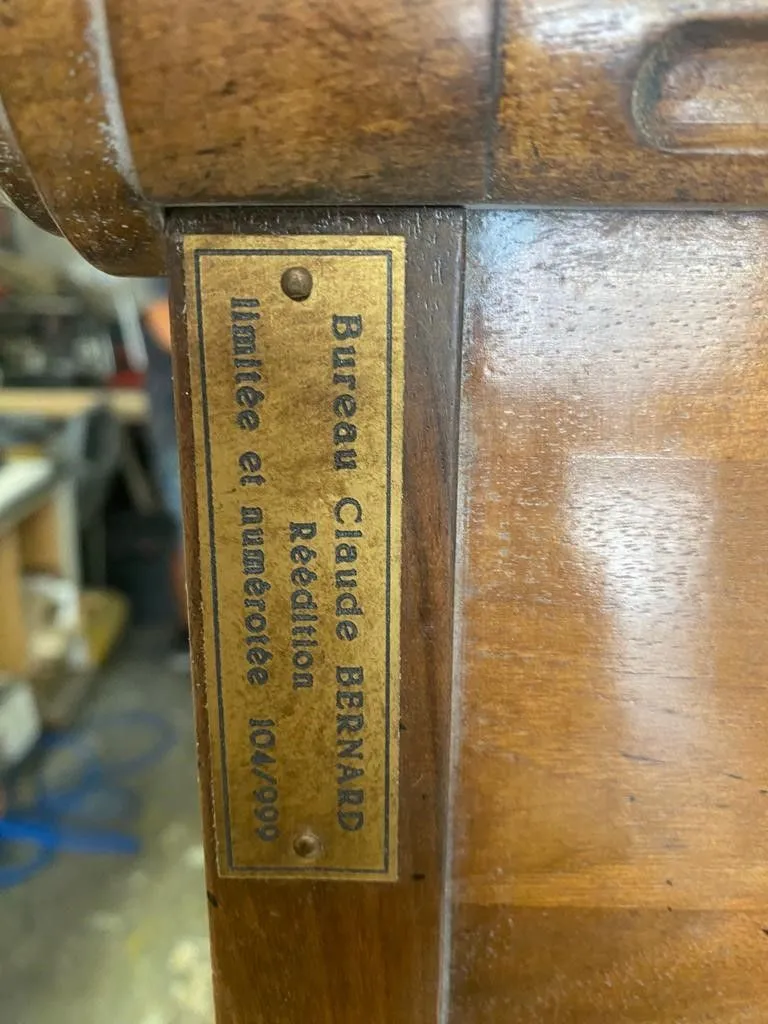 Bureau Claude BERNARD
Réédition
limitée et numérotée 104/999